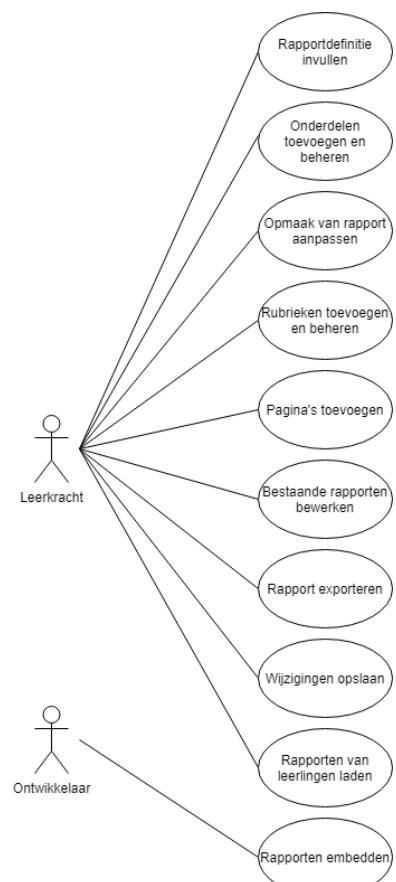 Rapportdefinitie
invullen
Onderdelen
toevoegen en
beheren
Opmaak van rapport
aanpassen
Rubrieken toevoegen
en beheren
Pagina's toevoegen
Leerkracht
Bestaande rapporten
bewerken
Rapport exporteren
Wijzigingen opslaan
Rapporten van
leerlingen laden
Ontwikkelaar
Rapporten embedden